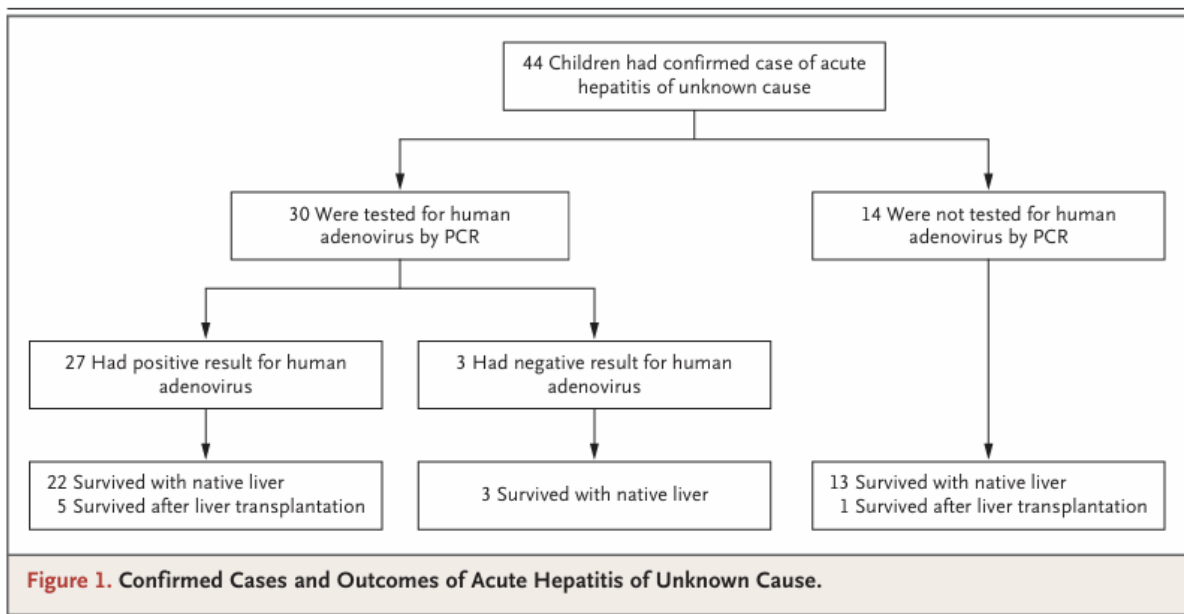 44 Children had confirmed case of acute
hepatitis of unknown cause
30 Were tested for human
adenovirus by PCR
14 Were not tested for human
adenovirus by PCR
27 Had positive result for human
adenovirus
3 Had negative result for human
adenovirus
22 Survived with native liver
5 Survived after liver transplantation
3 Survived with native liver
13 Survived with native liver
1 Survived after liver transplantation
Figure 1. Confirmed Cases and Outcomes of Acute Hepatitis of Unknown Cause.